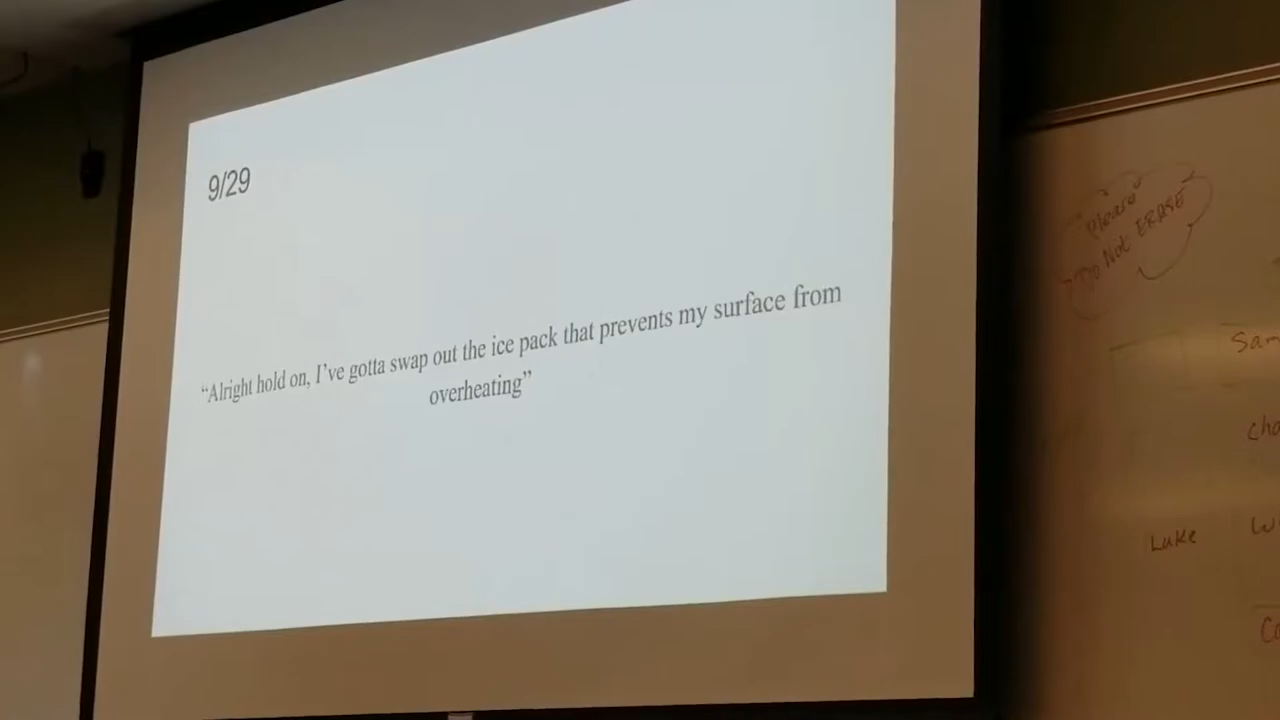 9/29
“Alright hold on, I’ve gotta swap out the ice pack that prevents my surface from
overheating”
Please
Do Not ERASE
Luke